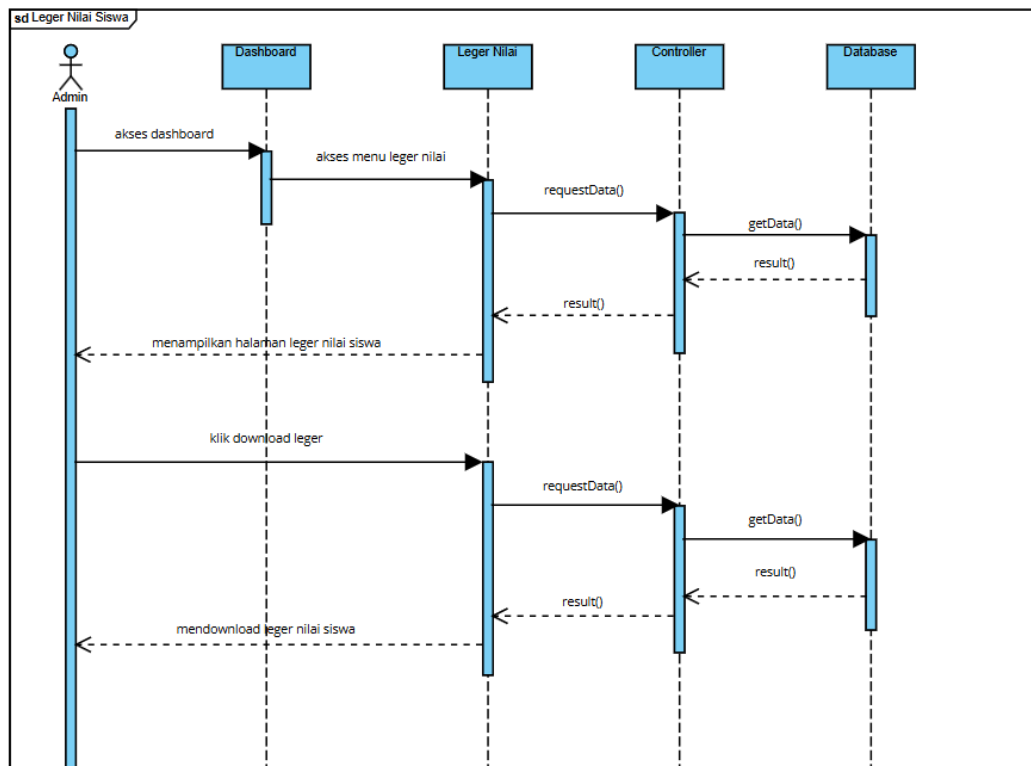 sd Leger Nilai Siswa
Dashboard
Leger Nilai
Controller
Database
Admin
akses dashboard
akses menu leger nilai
requestData()
getData()
result()
result()
menampilkan halaman leger nilai siswa
klik download leger
requestData()
getData()
result()
result()
mendownload leger nilai siswa